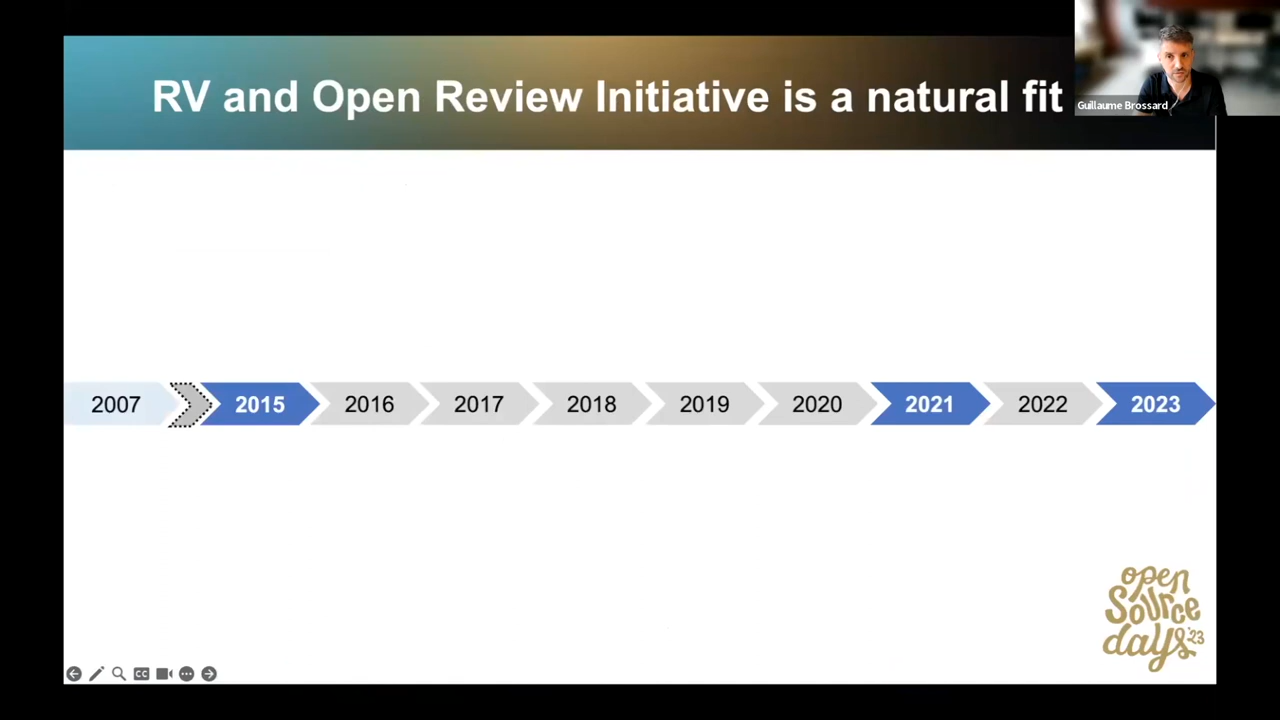 RV and Open Review Initiative is a natural fit
Guillaume Brossard
2007
2015
2016
2017
2018
2019
2020
2021
2022
2023
open
Source
days'23
CC